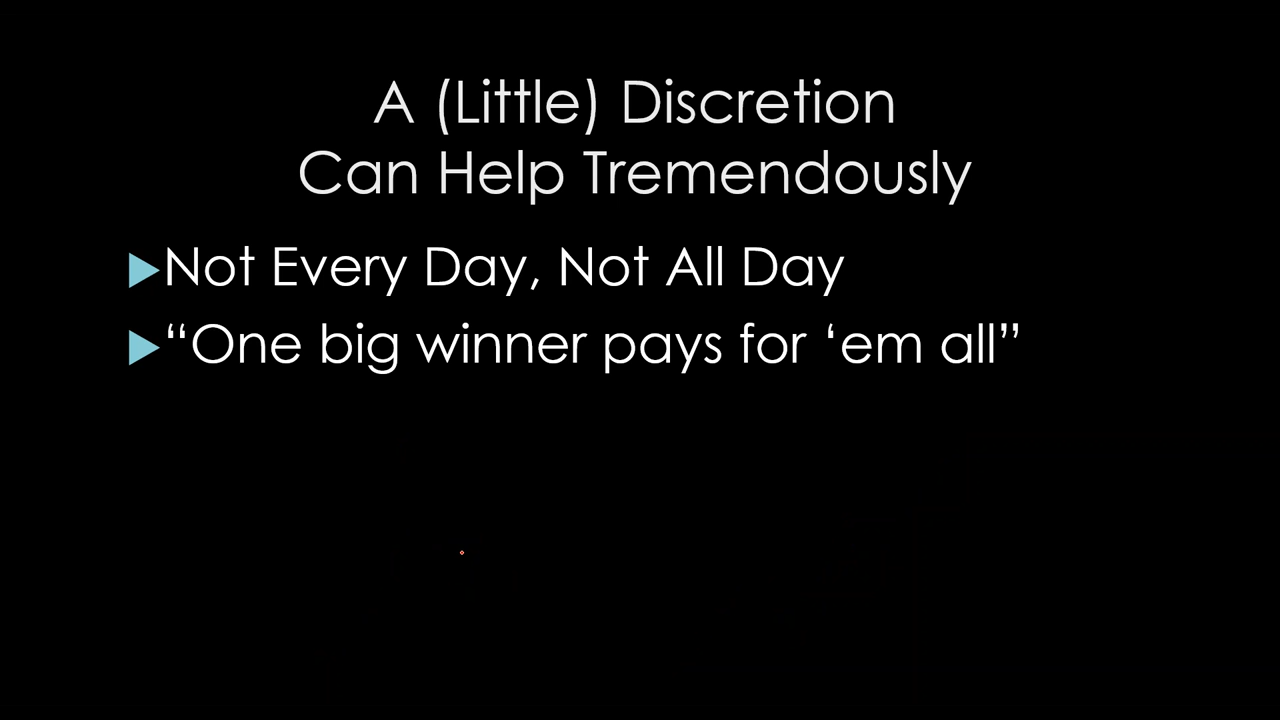 A (Little) Discretion
Can Help Tremendously
Not Every Day, Not All Day
“One big winner pays for ‘em all”